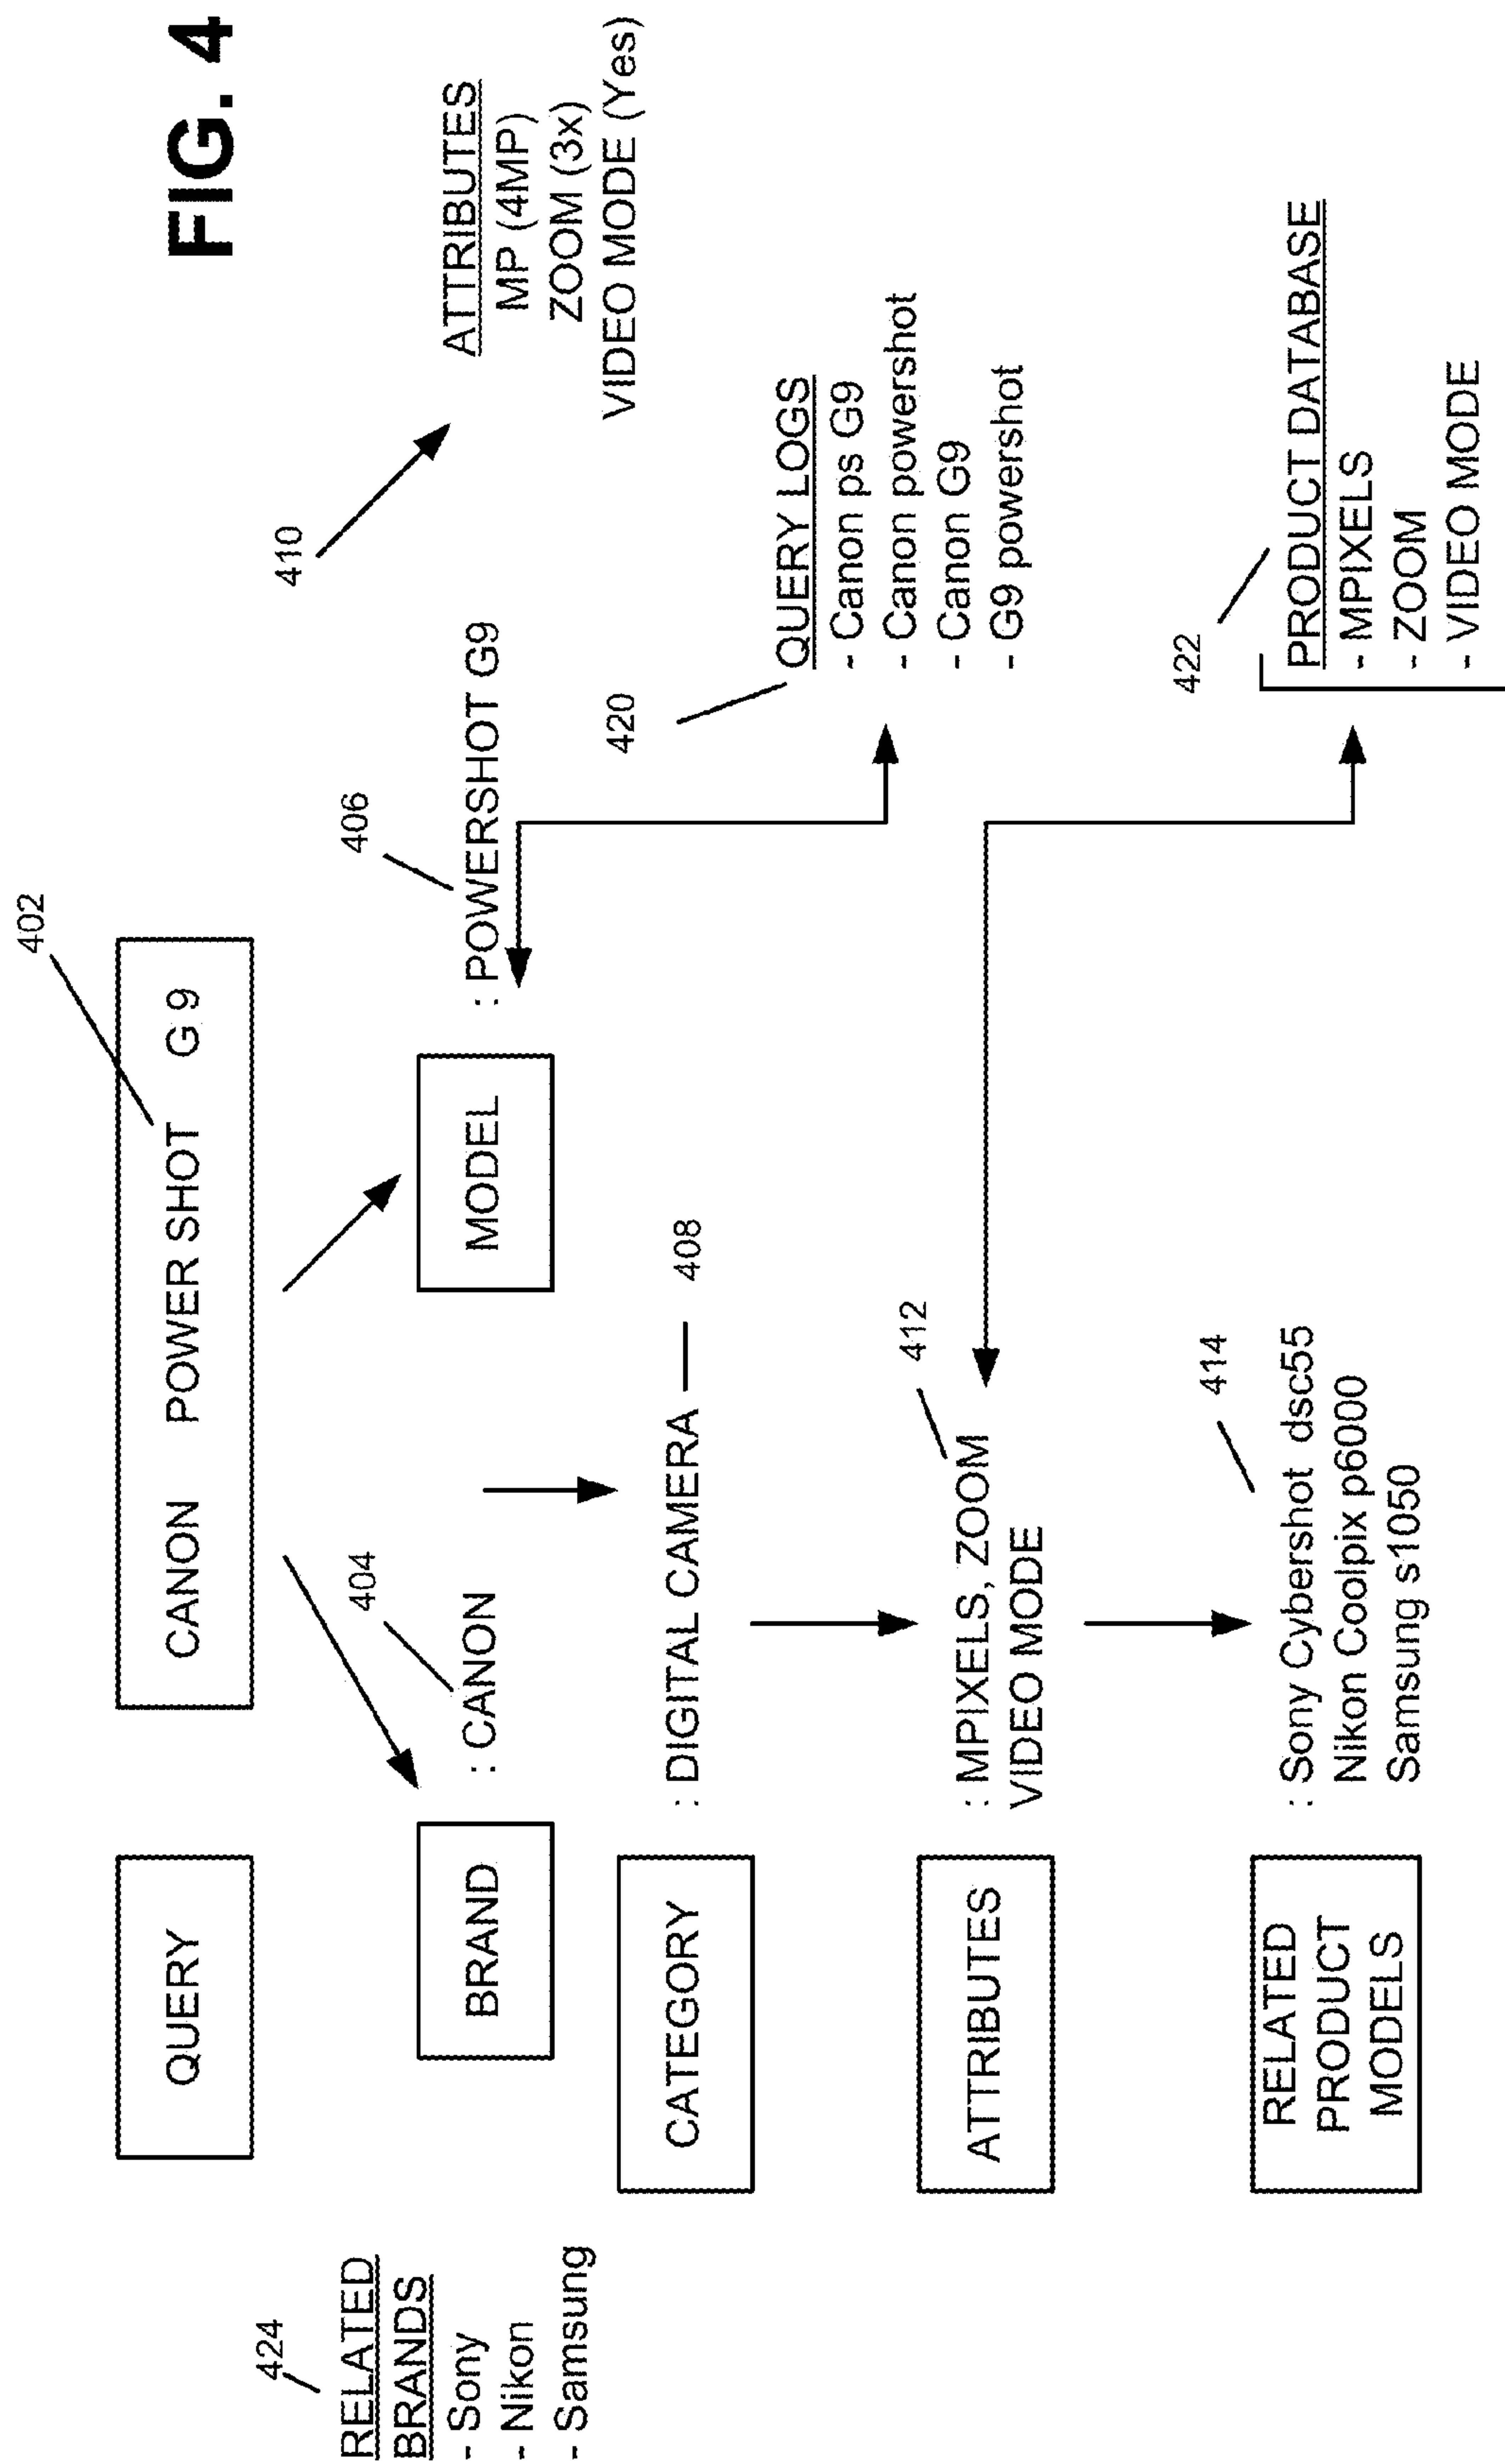 FIG. 4
402
QUERY
CANON POWER SHOT G 9
424
RELATED
BRANDS
- Sony
- Nikon
- Samsung
404
BRAND
: CANON
MODEL
406
: POWERSHOT G9
410
ATTRIBUTES
MP (4MP)
ZOOM (3x)
VIDEO MODE (Yes)
CATEGORY
: DIGITAL CAMERA
408
420
QUERY LOGS
- Canon ps G9
- Canon powershot
- Canon G9
- G9 powershot
412
ATTRIBUTES
: MPIXELS, ZOOM
VIDEO MODE
414
RELATED
PRODUCT
MODELS
: Sony Cybershot dsc55
Nikon Coolpix p6000
Samsung s1050
422
PRODUCT DATABASE
- MPIXELS
- ZOOM
- VIDEO MODE